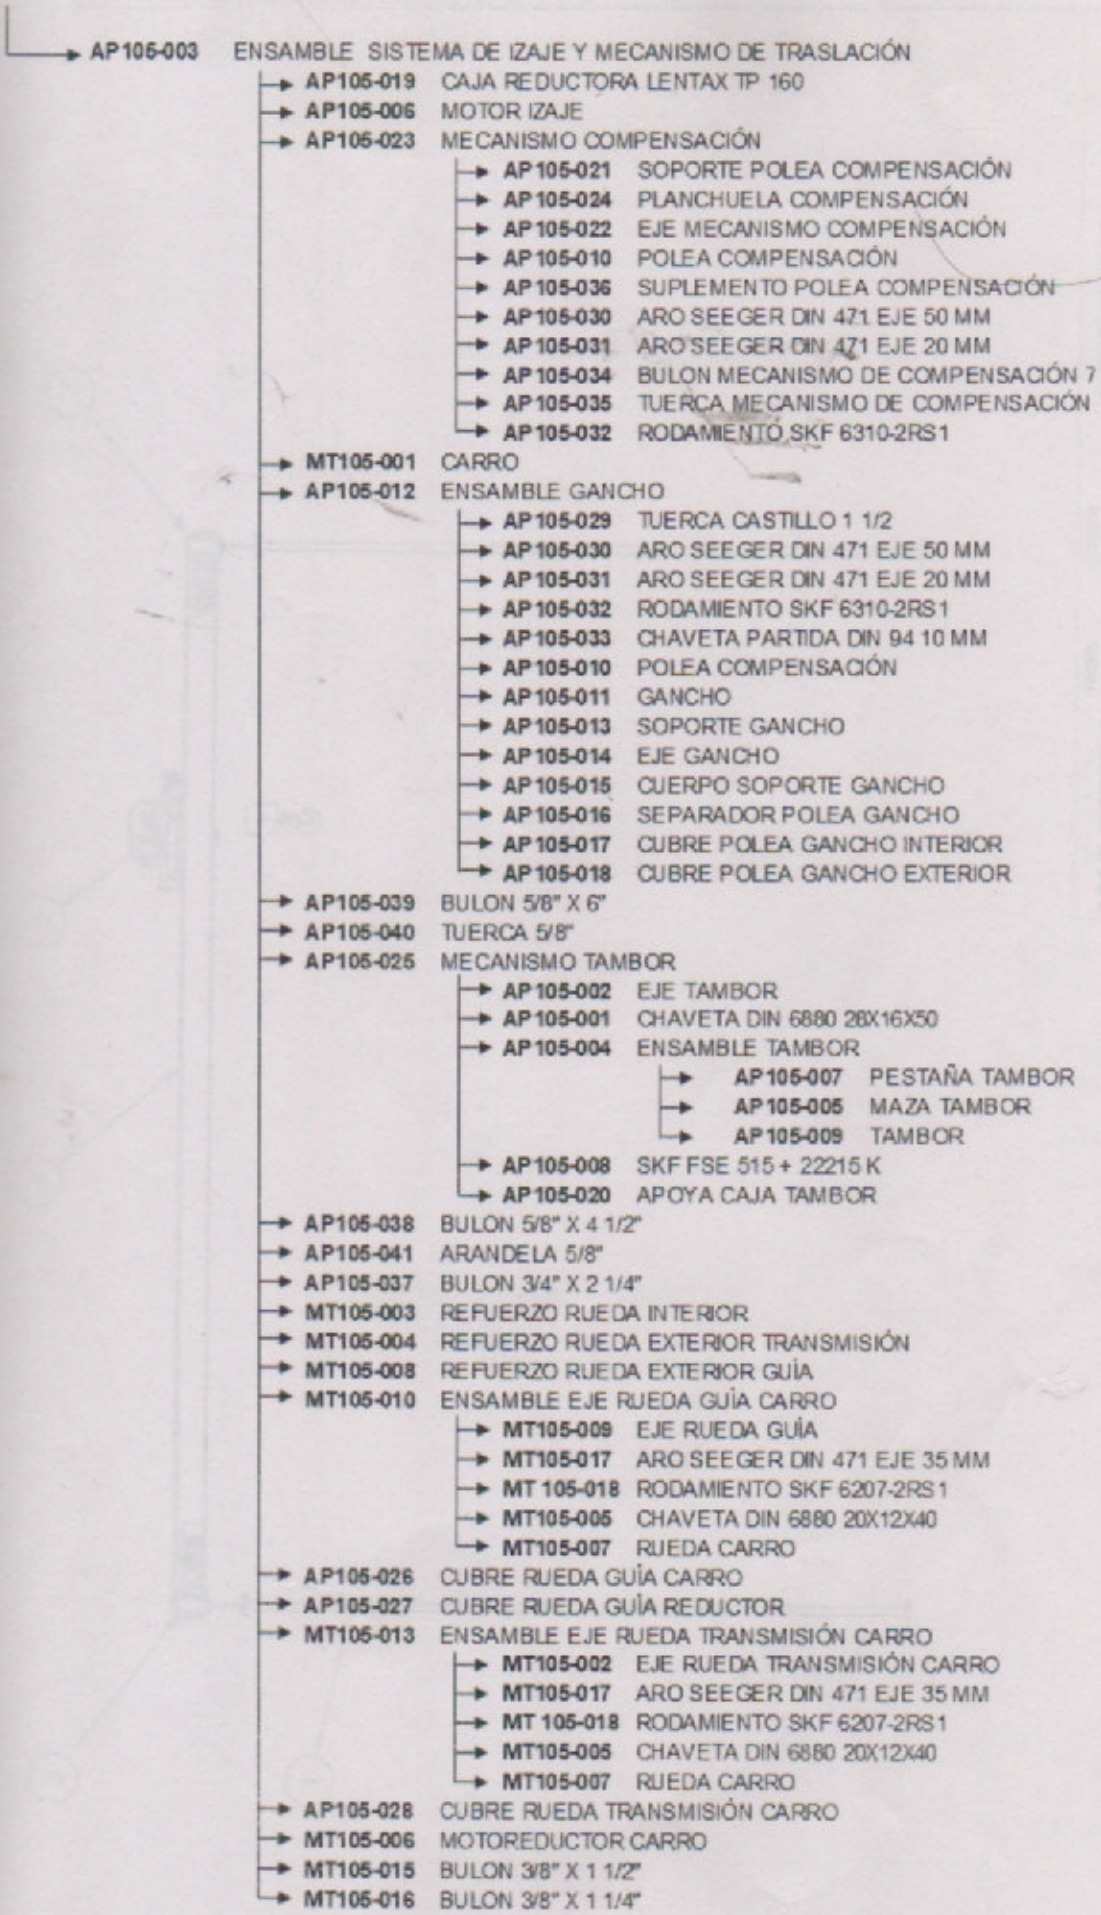 AP105-003 ENSAMBLE SISTEMA DE IZAJE Y MECANISMO DE TRASLACIÓN
AP105-019 CAJA REDUCTORA LENTAX TP 160
AP105-006 MOTOR IZAJE
AP105-023 MECANISMO COMPENSACIÓN
AP105-021 SOPORTE POLEA COMPENSACIÓN
AP105-024 PLANCHUELA COMPENSACIÓN
AP105-022 EJE MECANISMO COMPENSACIÓN
AP105-010 POLEA COMPENSACIÓN
AP105-036 SUPLEMENTO POLEA COMPENSACIÓN
AP105-030 ARO SEEGER DIN 471 EJE 50 MM
AP105-031 ARO SEEGER DIN 471 EJE 20 MM
AP105-034 BULON MECANISMO DE COMPENSACIÓN 7
AP105-035 TUERCA MECANISMO DE COMPENSACIÓN
AP105-032 RODAMIENTO SKF 6310-2RS1
MT105-001 CARRO
AP105-012 ENSAMBLE GANCHO
AP105-029 TUERCA CASTILLO 1 1/2
AP105-030 ARO SEEGER DIN 471 EJE 50 MM
AP105-031 ARO SEEGER DIN 471 EJE 20 MM
AP105-032 RODAMIENTO SKF 6310-2RS1
AP105-033 CHAVETA PARTIDA DIN 94 10 MM
AP105-010 POLEA COMPENSACIÓN
AP105-011 GANCHO
AP105-013 SOPORTE GANCHO
AP105-014 EJE GANCHO
AP105-015 CUERPO SOPORTE GANCHO
AP105-016 SEPARADOR POLEA GANCHO
AP105-017 CUBRE POLEA GANCHO INTERIOR
AP105-018 CUBRE POLEA GANCHO EXTERIOR
AP105-039 BULON 5/8" X 6"
AP105-040 TUERCA 5/8"
AP105-025 MECANISMO TAMBOR
AP105-002 EJE TAMBOR
AP105-001 CHAVETA DIN 6880 28X16X50
AP105-004 ENSAMBLE TAMBOR
AP105-007 PESTAÑA TAMBOR
AP105-005 MAZA TAMBOR
AP105-009 TAMBOR
AP105-008 SKF FSE 515 + 22215 K
AP105-020 APOYA CAJA TAMBOR
AP105-038 BULON 5/8" X 4 1/2"
AP105-041 ARANDELA 5/8"
AP105-037 BULON 3/4" X 2 1/4"
MT105-003 REFUERZO RUEDA INTERIOR
MT105-004 REFUERZO RUEDA EXTERIOR TRANSMISIÓN
MT105-008 REFUERZO RUEDA EXTERIOR GUÍA
MT105-010 ENSAMBLE EJE RUEDA GUÍA CARRO
MT105-009 EJE RUEDA GUÍA
MT105-017 ARO SEEGER DIN 471 EJE 35 MM
MT 105-018 RODAMIENTO SKF 6207-2RS1
MT105-005 CHAVETA DIN 6880 20X12X40
MT105-007 RUEDA CARRO
AP105-026 CUBRE RUEDA GUÍA CARRO
AP105-027 CUBRE RUEDA GUÍA REDUCTOR
MT105-013 ENSAMBLE EJE RUEDA TRANSMISIÓN CARRO
MT105-002 EJE RUEDA TRANSMISIÓN CARRO
MT105-017 ARO SEEGER DIN 471 EJE 35 MM
MT 105-018 RODAMIENTO SKF 6207-2RS1
MT105-005 CHAVETA DIN 6880 20X12X40
MT105-007 RUEDA CARRO
AP105-028 CUBRE RUEDA TRANSMISIÓN CARRO
MT105-006 MOTOREDUCTOR CARRO
MT105-015 BULON 3/8" X 1 1/2"
MT105-016 BULON 3/8" X 1 1/4"